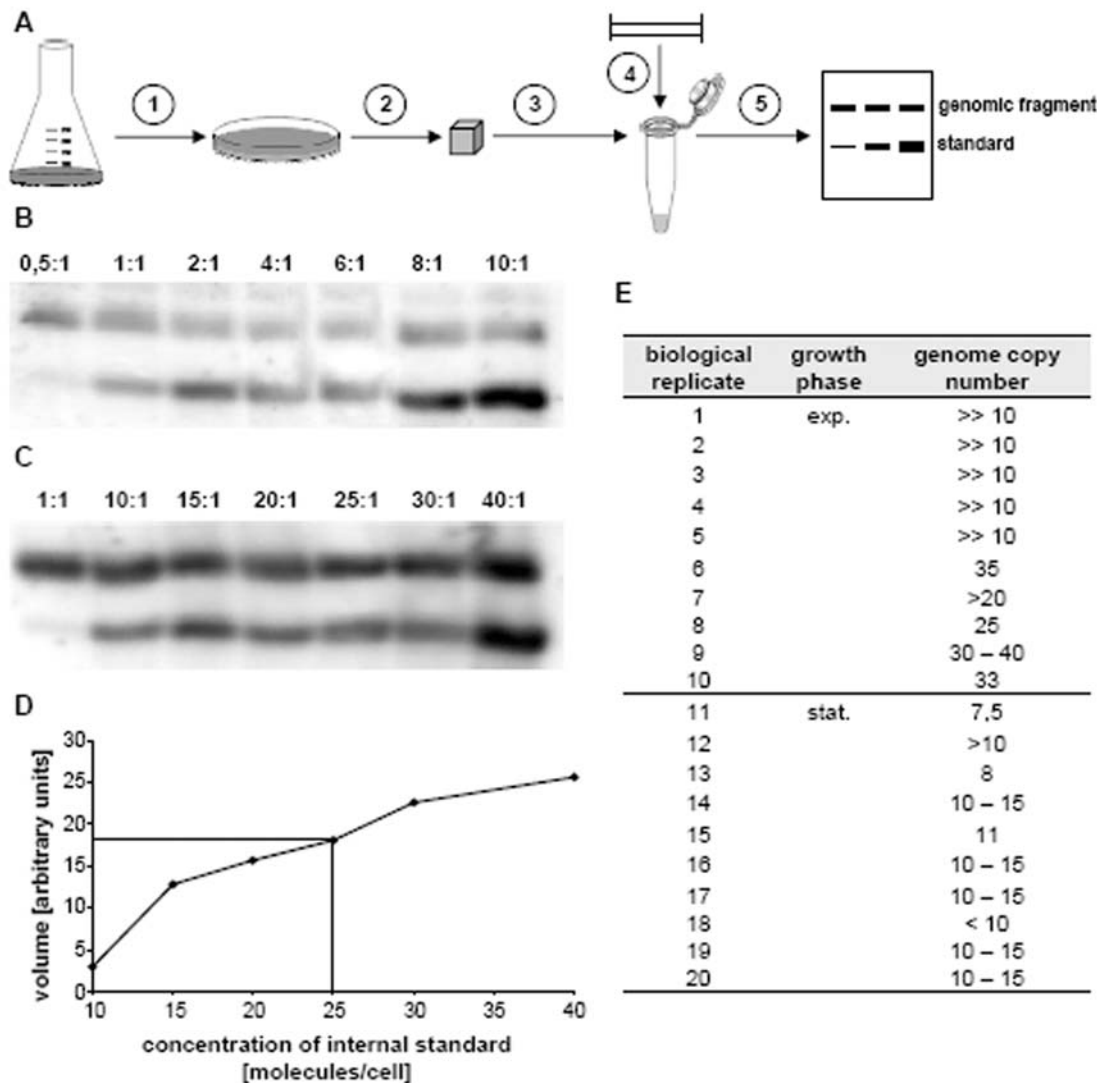 A
1
2
3
4
5
genomic fragment
standard
B
0,5:1 1:1 2:1 4:1 6:1 8:1 10:1
C
1:1 10:1 15:1 20:1 25:1 30:1 40:1
D
volume [arbitrary units]
30
25
20
15
10
5
0
10 15 20 25 30 35 40
concentration of internal standard
[molecules/cell]
E
biological growth genome copy
replicate phase number
1 exp. >> 10
2 >> 10
3 >> 10
4 >> 10
5 >> 10
6 35
7 >20
8 25
9 30 – 40
10 33
11 stat. 7,5
12 >10
13 8
14 10 – 15
15 11
16 10 – 15
17 10 – 15
18 < 10
19 10 – 15
20 10 – 15